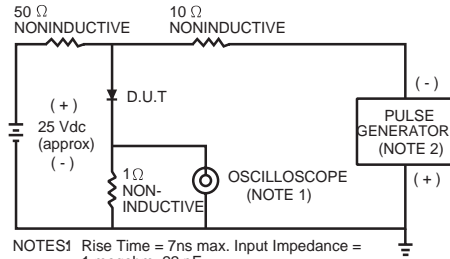 50 Ω
NONINDUCTIVE
10 Ω
NONINDUCTIVE
( + )
25 Vdc
(approx)
( - )
D.U.T
1Ω
NON-
INDUCTIVE
OSCILLOSCOPE
(NOTE 1)
( - )
PULSE
GENERATOR
(NOTE 2)
( + )
NOTES1 Rise Time = 7ns max. Input Impedance =